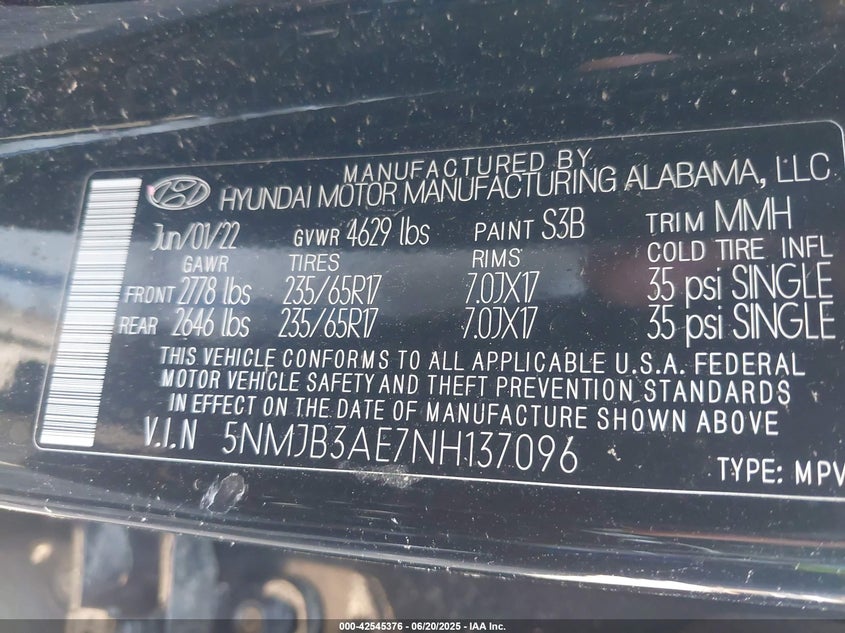 MANUFACTURED BY
HYUNDAI MOTOR MANUFACTURING ALABAMA, LLC
Jun/01/22 GVWR 4629 lbs PAINT S3B TRIM MMH
GAWR TIRES RIMS COLD TIRE INFL
FRONT 2778 lbs 235/65R17 7.0JX17 35 psi SINGLE
REAR 2646 lbs 235/65R17 7.0JX17 35 psi SINGLE
THIS VEHICLE CONFORMS TO ALL APPLICABLE U.S.A. FEDERAL
MOTOR VEHICLE SAFETY AND THEFT PREVENTION STANDARDS
IN EFFECT ON THE DATE OF MANUFACTURE SHOWN ABOVE
V.I.N 5NMJB3AE7NH137096
TYPE: MPV
000-42545376 - 06/20/2025 - IAA Inc.